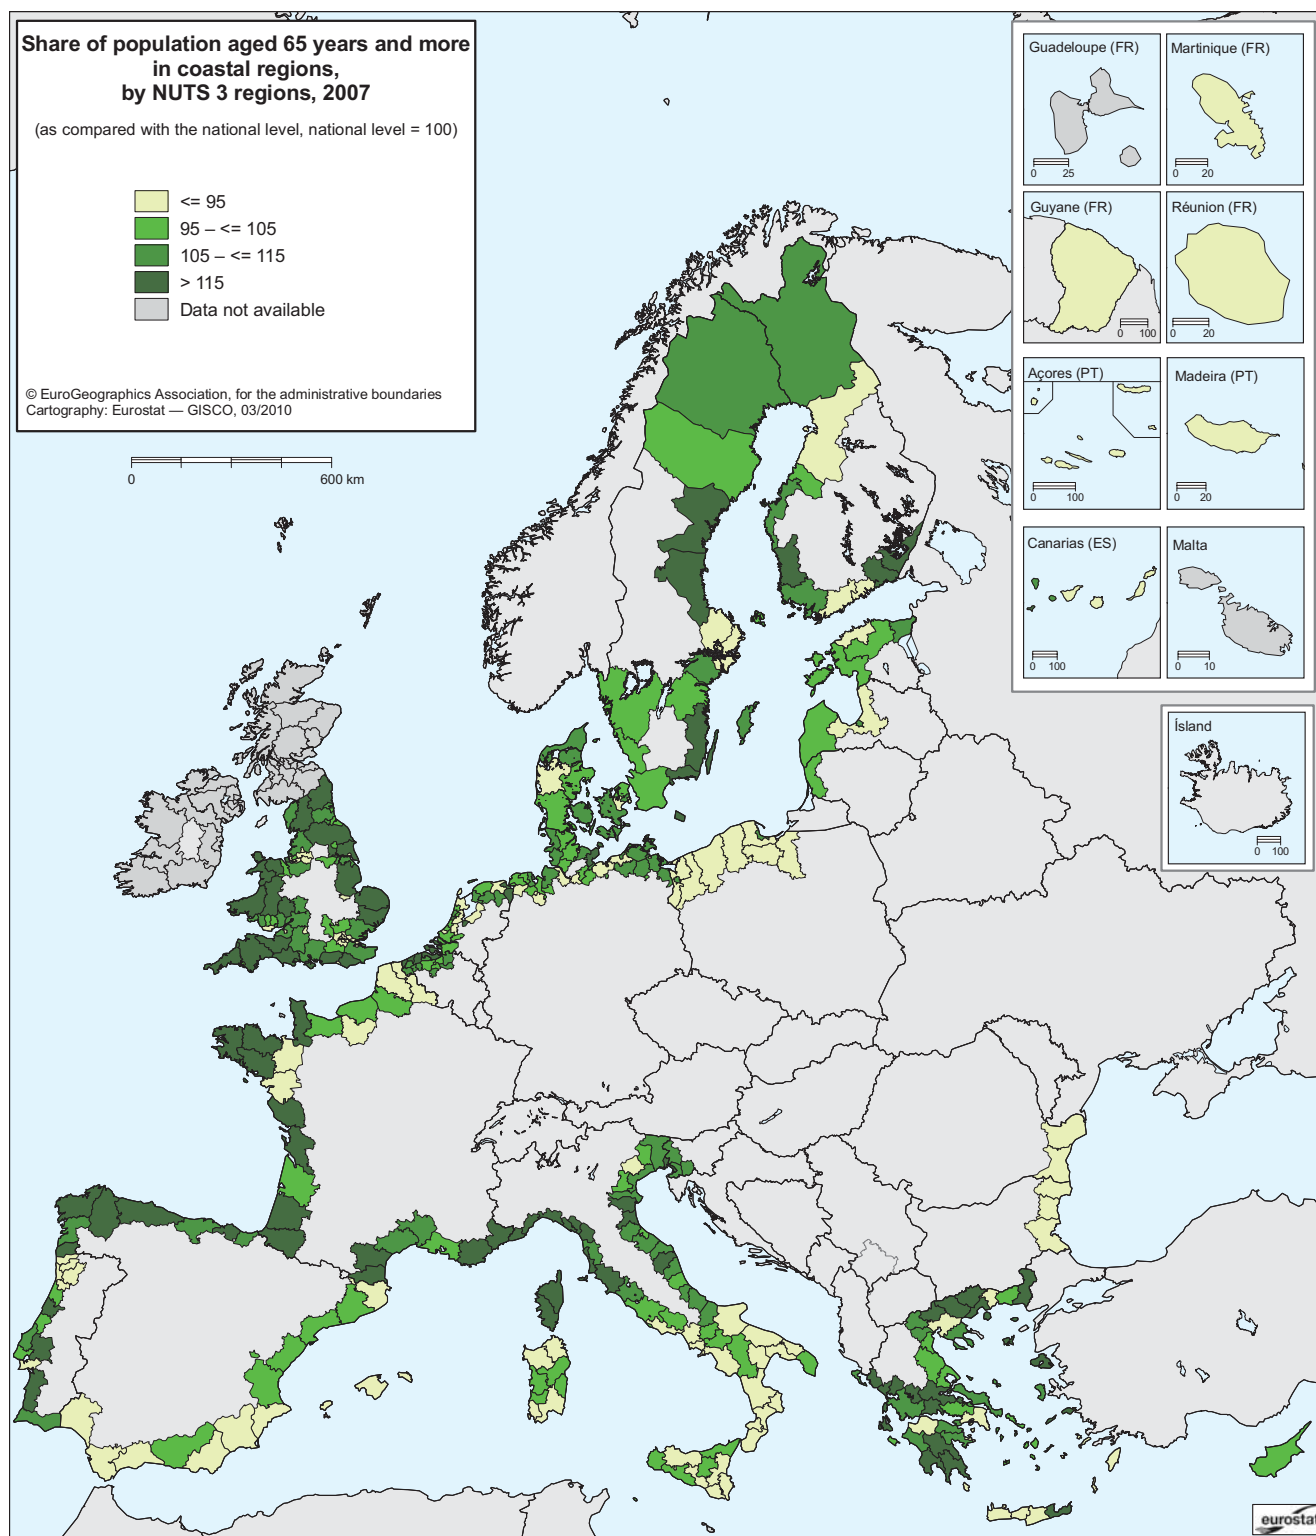 Share of population aged 65 years and more
in coastal regions,
by NUTS 3 regions, 2007
(as compared with the national level, national level = 100)
<= 95
95 – <= 105
105 – <= 115
> 115
Data not available
© EuroGeographics Association, for the administrative boundaries
Cartography: Eurostat — GISCO, 03/2010
0 600 km
Guadeloupe (FR)
0 25
Martinique (FR)
0 20
Guyane (FR)
0 100
Réunion (FR)
0 20
Açores (PT)
0 100
Madeira (PT)
0 20
Canarias (ES)
0 100
Malta
0 10
Ísland
0 100
eurostat